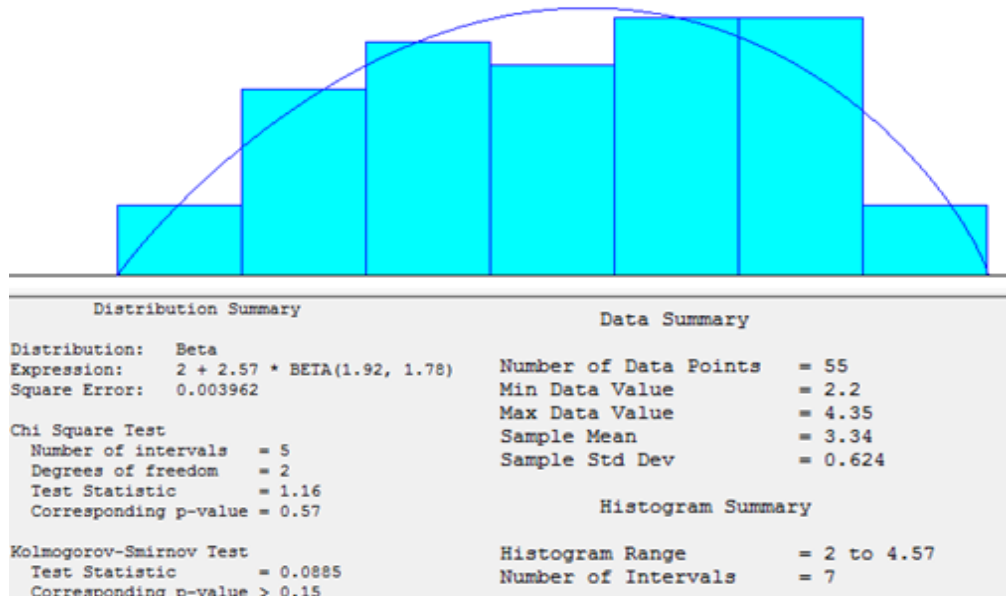 Distribution Summary
Distribution: Beta
Expression: 2 + 2.57 * BETA(1.92, 1.78)
Square Error: 0.003962
Chi Square Test
Number of intervals = 5
Degrees of freedom = 2
Test Statistic = 1.16
Corresponding p-value = 0.57
Kolmogorov-Smirnov Test
Test Statistic = 0.0885
Corresponding p-value > 0.15
Data Summary
Number of Data Points = 55
Min Data Value = 2.2
Max Data Value = 4.35
Sample Mean = 3.34
Sample Std Dev = 0.624
Histogram Summary
Histogram Range = 2 to 4.57
Number of Intervals = 7